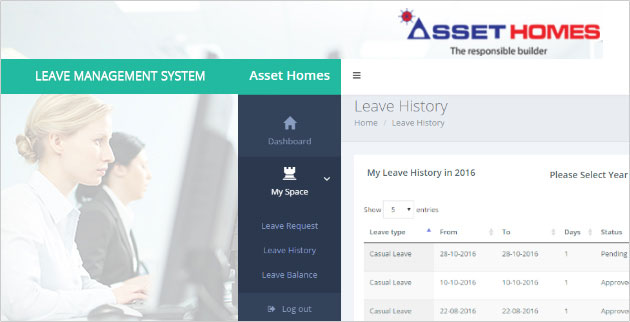 ASSET HOMES
The responsible builder
LEAVE MANAGEMENT SYSTEM
Asset Homes
Dashboard
My Space
Leave Request
Leave History
Leave Balance
Log out
Leave History
Home / Leave History
My Leave History in 2016
Please Select Year
Show 5 entries
Leave type From To Days Status
Casual Leave 28-10-2016 28-10-2016 1 Pending
Casual Leave 10-10-2016 10-10-2016 1 Approve
Casual Leave 22-08-2016 22-08-2016 1 Approve